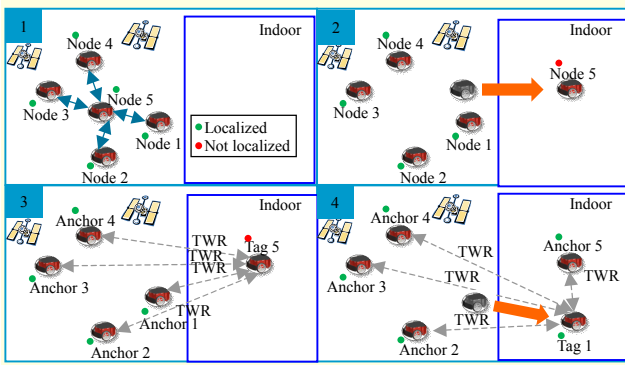 1
Indoor
Node 4
Node 5
Node 3
Node 1
Node 2
Localized
Not localized
2
Indoor
Node 4
Node 5
Node 3
Node 1
Node 2
3
Indoor
Anchor 4
TWR
Tag 5
TWR
TWR
Anchor 3
TWR
Anchor 1
Anchor 2
4
Indoor
Anchor 4
TWR
Anchor 5
TWR
TWR
Anchor 3
TWR
Anchor 2
Tag 1